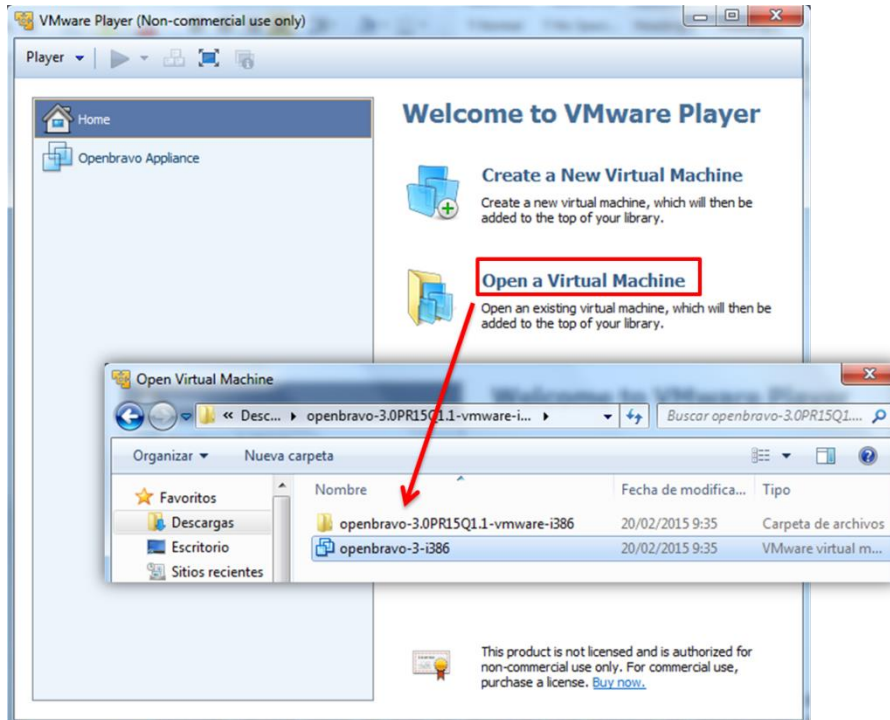 VMware Player (Non-commercial use only)
Player
Home
Openbravo Appliance
Welcome to VMware Player
Create a New Virtual Machine
Create a new virtual machine, which will then be
added to the top of your library.
Open a Virtual Machine
Open an existing virtual machine, which will then be
added to the top of your library.
Open Virtual Machine
« Desc... openbravo-3.0PR15Q1.1-vmware-i...
Buscar openbravo-3.0PR15Q1....
Organizar Nueva carpeta
Nombre Fecha de modifica... Tipo
Favoritos
Descargas
Escritorio
Sitios recientes
openbravo-3.0PR15Q1.1-vmware-i386 20/02/2015 9:35 Carpeta de archivos
openbravo-3-i386 20/02/2015 9:35 VMware virtual m...
This product is not licensed and is authorized for
non-commercial use only. For commercial use,
purchase a license. Buy now.